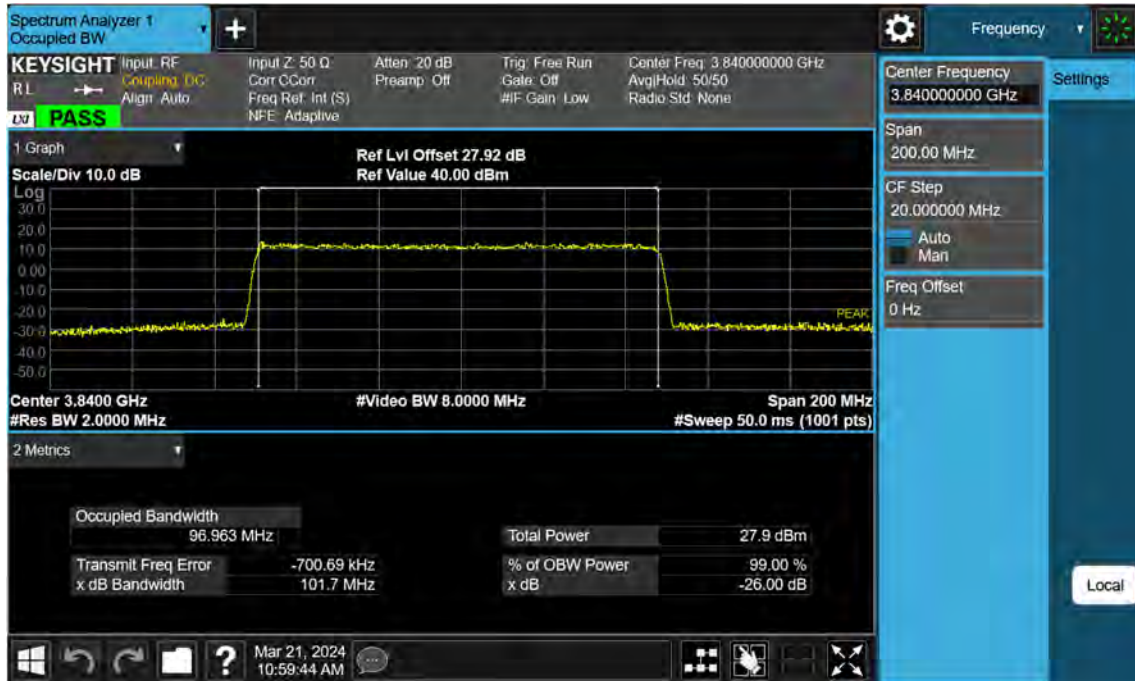 Spectrum Analyzer 1
Occupied BW
+
Frequency
KEYSIGHT
RL
LXI PASS
Input: RF
Coupling: DC
Align: Auto
Input Z: 50 Ω
Corr CCorr
Freq Ref: Int (S)
NFE: Adaptive
Atten: 20 dB
Preamp: Off
Trig: Free Run
Gate: Off
#IF Gain: Low
Center Freq: 3.840000000 GHz
Avg|Hold: 50/50
Radio Std: None
Center Frequency
3.840000000 GHz
Settings
Span
200.00 MHz
CF Step
20.000000 MHz
Auto
Man
Freq Offset
0 Hz
Local
1 Graph
Scale/Div 10.0 dB
Ref Lvl Offset 27.92 dB
Ref Value 40.00 dBm
Log
30.0
20.0
10.0
0.00
-10.0
-20.0
-30.0
-40.0
-50.0
PEAK
Center 3.8400 GHz
#Video BW 8.0000 MHz
Span 200 MHz
#Res BW 2.0000 MHz
#Sweep 50.0 ms (1001 pts)
2 Metrics
Occupied Bandwidth
96.963 MHz
Total Power 27.9 dBm
Transmit Freq Error -700.69 kHz
% of OBW Power 99.00 %
x dB Bandwidth 101.7 MHz
x dB -26.00 dB
?
Mar 21, 2024
10:59:44 AM